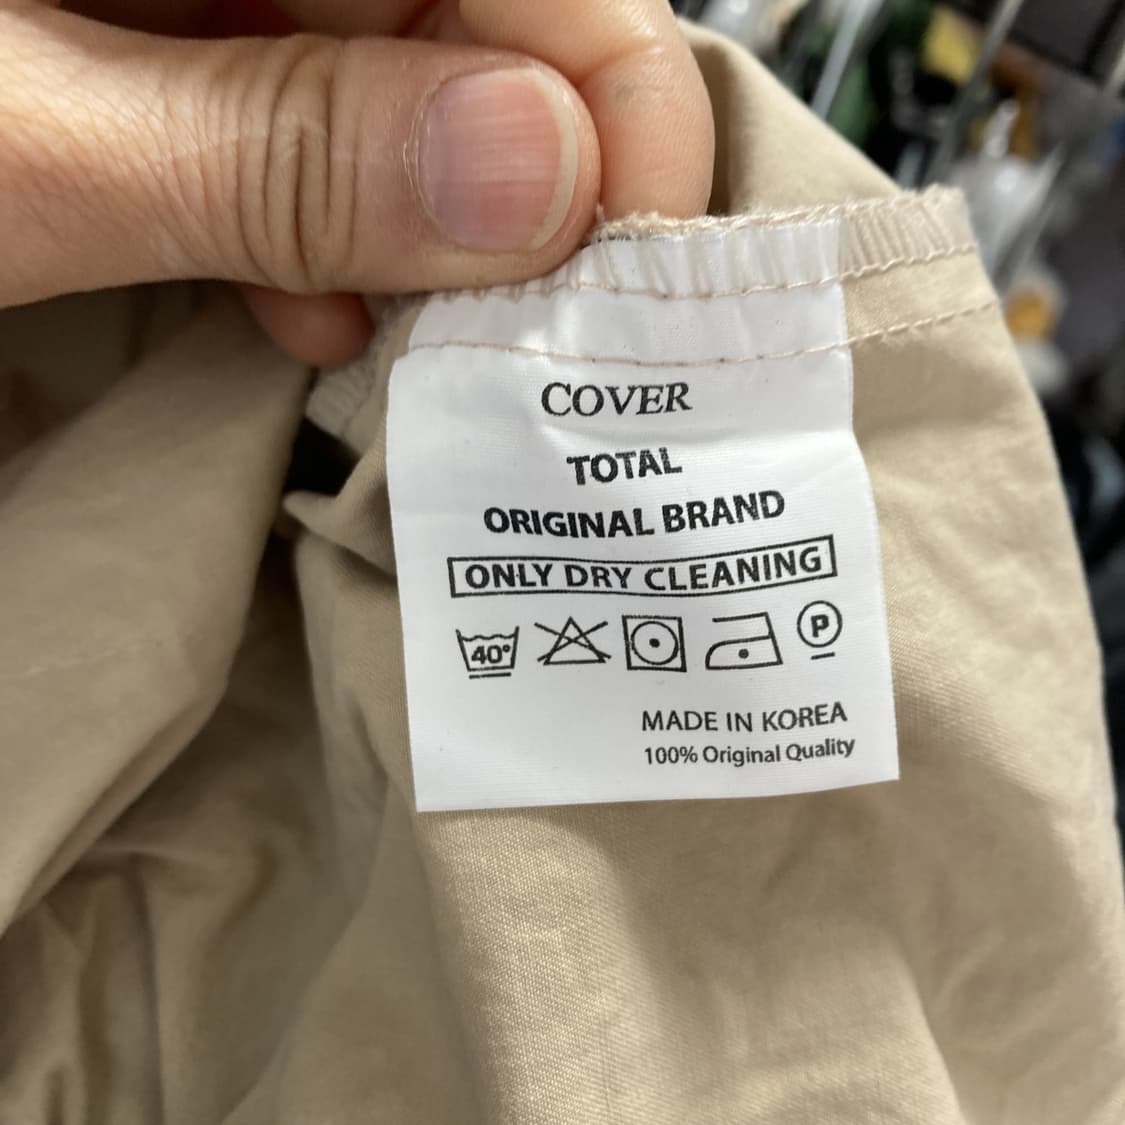 COVER
TOTAL
ORIGINAL BRAND
ONLY DRY CLEANING
40° P
MADE IN KOREA
100% Original Quality